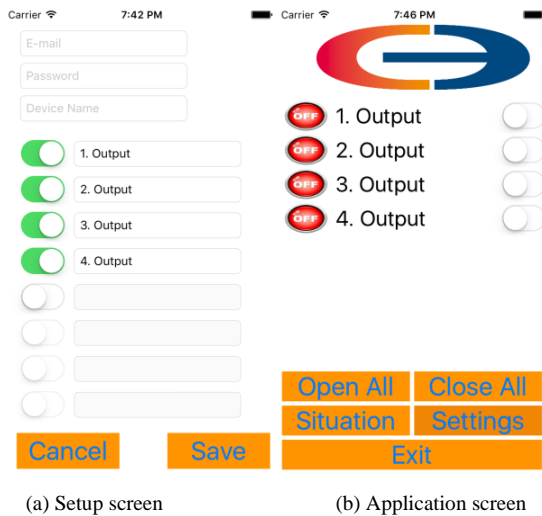 Carrier 7:42 PM
E-mail
Password
Device Name
1. Output
2. Output
3. Output
4. Output
Cancel Save
(a) Setup screen
Carrier 7:46 PM
OFF 1. Output
OFF 2. Output
OFF 3. Output
OFF 4. Output
Open All Close All
Situation Settings
Exit
(b) Application screen